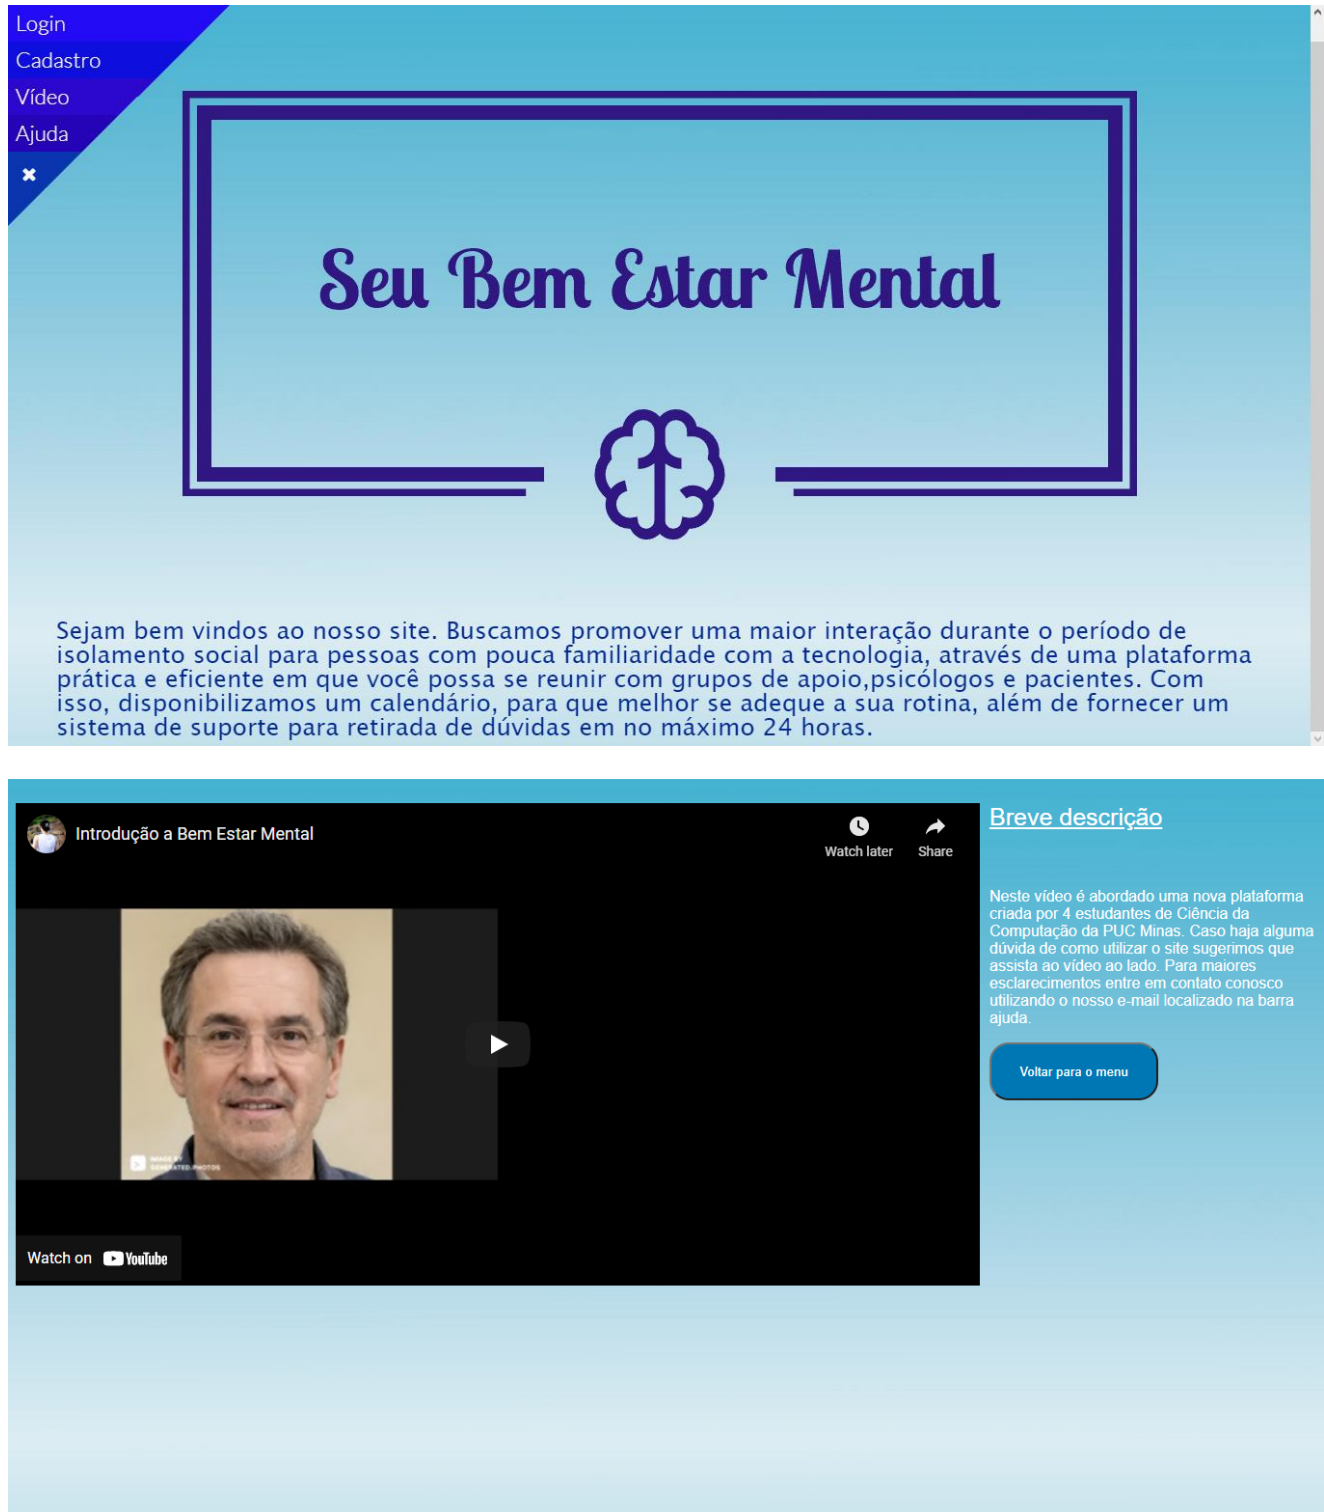 Login
Cadastro
Vídeo
Ajuda
Seu Bem Estar Mental
Sejam bem vindos ao nosso site. Buscamos promover uma maior interação durante o período de
isolamento social para pessoas com pouca familiaridade com a tecnologia, através de uma plataforma
prática e eficiente em que você possa se reunir com grupos de apoio,psicólogos e pacientes. Com
isso, disponibilizamos um calendário, para que melhor se adeque a sua rotina, além de fornecer um
sistema de suporte para retirada de dúvidas em no máximo 24 horas.
Introdução a Bem Estar Mental
Watch later
Share
IMAGE BY
GENERATED.PHOTOS
Watch on YouTube
Breve descrição
Neste vídeo é abordado uma nova plataforma
criada por 4 estudantes de Ciência da
Computação da PUC Minas. Caso haja alguma
dúvida de como utilizar o site sugerimos que
assista ao vídeo ao lado. Para maiores
esclarecimentos entre em contato conosco
utilizando o nosso e-mail localizado na barra
ajuda.
Voltar para o menu